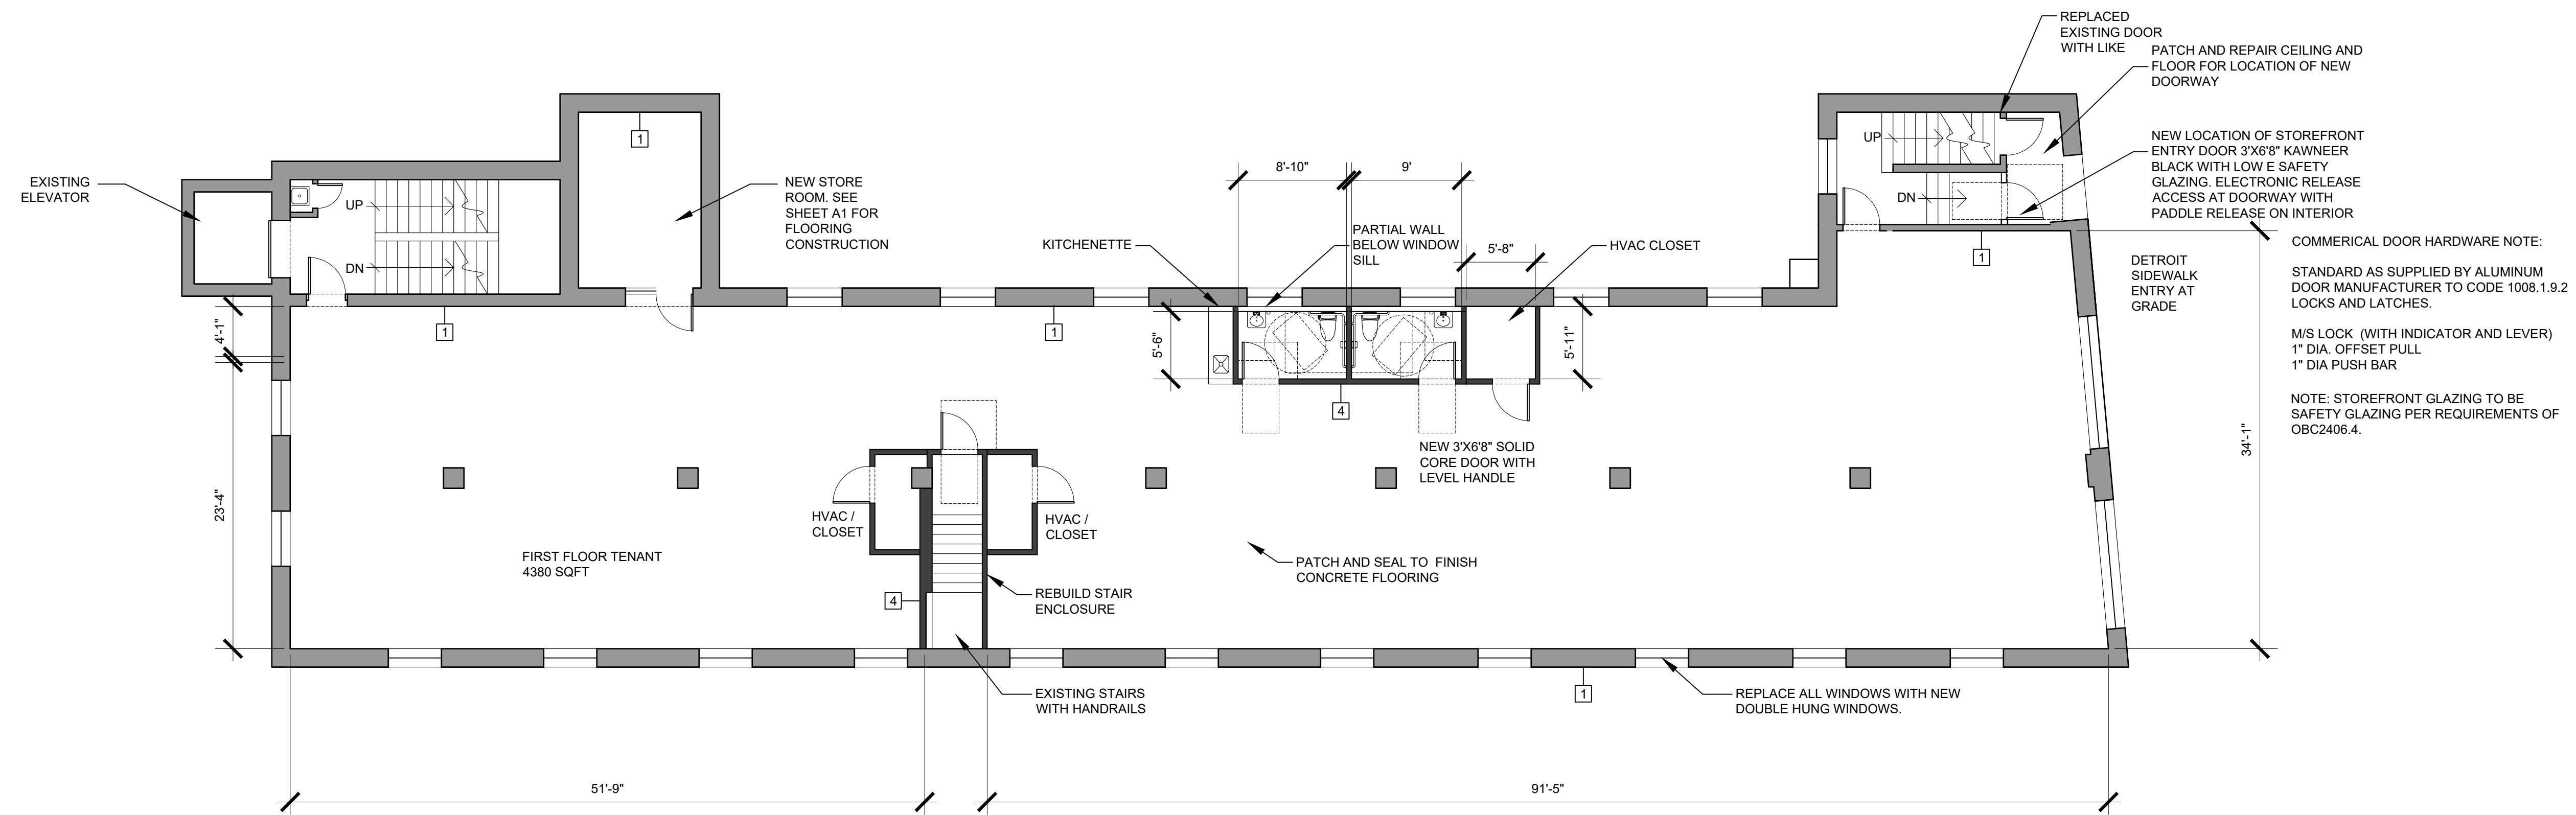 REPLACED
EXISTING DOOR
WITH LIKE
PATCH AND REPAIR CEILING AND
FLOOR FOR LOCATION OF NEW
DOORWAY
NEW LOCATION OF STOREFRONT
ENTRY DOOR 3'X6'8" KAWNEER
BLACK WITH LOW E SAFETY
GLAZING. ELECTRONIC RELEASE
ACCESS AT DOORWAY WITH
PADDLE RELEASE ON INTERIOR
COMMERICAL DOOR HARDWARE NOTE:
STANDARD AS SUPPLIED BY ALUMINUM
DOOR MANUFACTURER TO CODE 1008.1.9.2
LOCKS AND LATCHES.
M/S LOCK (WITH INDICATOR AND LEVER)
1" DIA. OFFSET PULL
1" DIA PUSH BAR
NOTE: STOREFRONT GLAZING TO BE
SAFETY GLAZING PER REQUIREMENTS OF
OBC2406.4.
DETROIT
SIDEWALK
ENTRY AT
GRADE
UP
DN
1
34'-1"
EXISTING
ELEVATOR
UP
DN
1
NEW STORE
ROOM. SEE
SHEET A1 FOR
FLOORING
CONSTRUCTION
8'-10"
9'
KITCHENETTE
PARTIAL WALL
BELOW WINDOW
SILL
5'-8"
HVAC CLOSET
1
1
4'-1"
5'-6"
5'-11"
4
NEW 3'X6'8" SOLID
CORE DOOR WITH
LEVEL HANDLE
23'-4"
HVAC /
CLOSET
HVAC /
CLOSET
FIRST FLOOR TENANT
4380 SQFT
PATCH AND SEAL TO FINISH
CONCRETE FLOORING
4
REBUILD STAIR
ENCLOSURE
EXISTING STAIRS
WITH HANDRAILS
1
REPLACE ALL WINDOWS WITH NEW
DOUBLE HUNG WINDOWS.
51'-9"
91'-5"